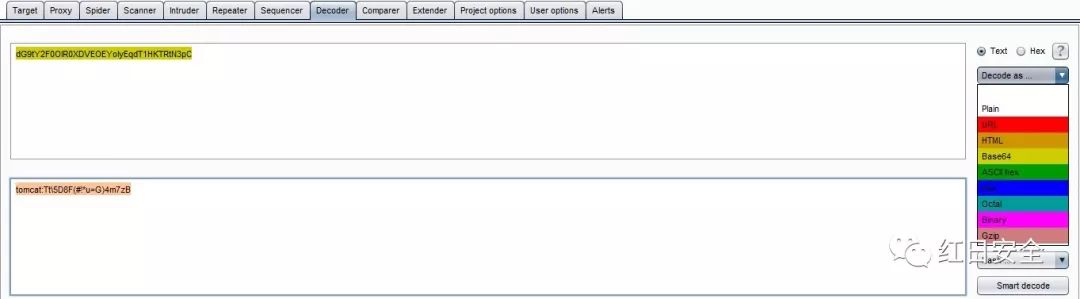 Target Proxy Spider Scanner Intruder Repeater Sequencer Decoder Comparer Extender Project options User options Alerts
dG9tY2F0OlR0XDVEOEYoIyEqdT1HKTRtN3pC
Text Hex ?
Decode as ...
Plain
URL
HTML
Base64
ASCII hex
Octal
Binary
Gzip
tomcat:Tt\5D8F(#!*u=G)4m7zB
红日安全
Smart decode